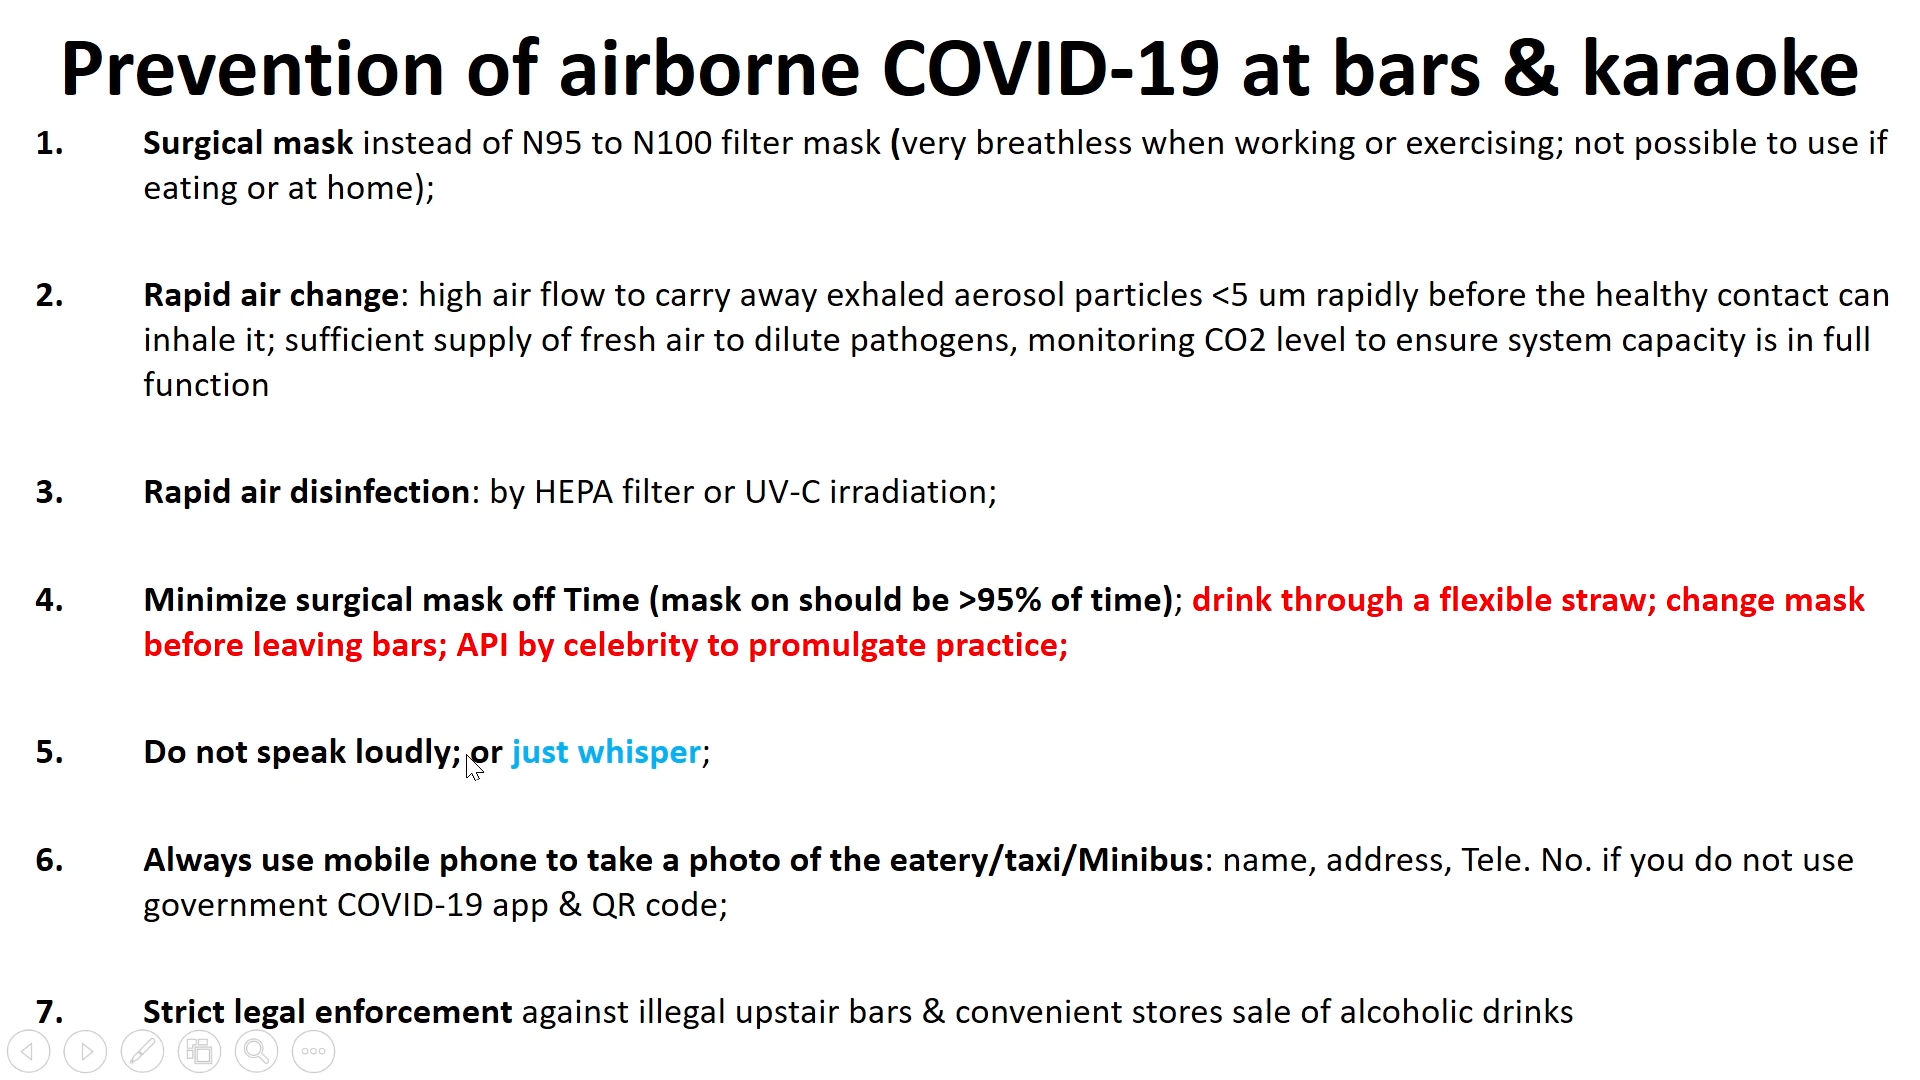 Prevention of airborne COVID-19 at bars & karaoke
1. Surgical mask instead of N95 to N100 filter mask (very breathless when working or exercising; not possible to use if
eating or at home);
2. Rapid air change: high air flow to carry away exhaled aerosol particles <5 um rapidly before the healthy contact can
inhale it; sufficient supply of fresh air to dilute pathogens, monitoring CO2 level to ensure system capacity is in full
function
3. Rapid air disinfection: by HEPA filter or UV-C irradiation;
4. Minimize surgical mask off Time (mask on should be >95% of time); drink through a flexible straw; change mask
before leaving bars; API by celebrity to promulgate practice;
5. Do not speak loudly; or just whisper;
6. Always use mobile phone to take a photo of the eatery/taxi/Minibus: name, address, Tele. No. if you do not use
government COVID-19 app & QR code;
7. Strict legal enforcement against illegal upstair bars & convenient stores sale of alcoholic drinks